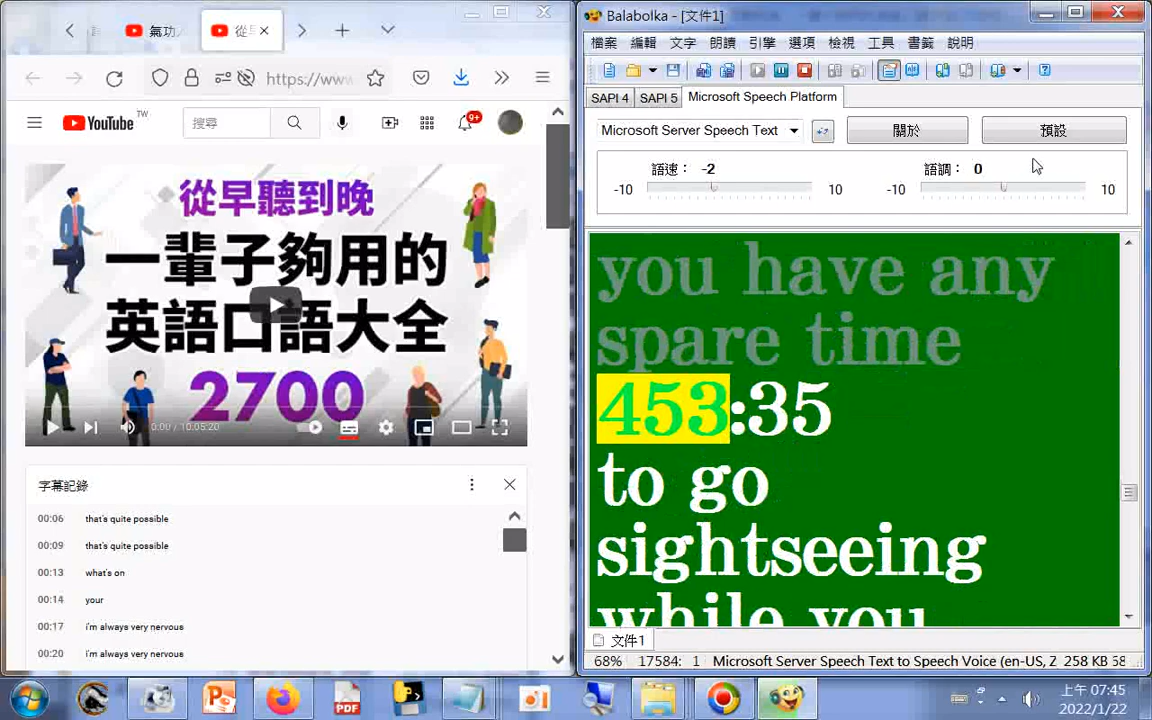 氣功
從
https://www
YouTube TW
搜尋
9+
從早聽到晚
一輩子夠用的
英語口語大全
2700
0:00 / 10:05:20
字幕記錄
00:06 that's quite possible
00:09 that's quite possible
00:13 what's on
00:14 your
00:17 i'm always very nervous
00:20 i'm always very nervous
Balabolka - [文件1]
檔案 編輯 文字 朗讀 引擎 選項 檢視 工具 書籤 說明
SAPI 4 SAPI 5 Microsoft Speech Platform
Microsoft Server Speech Text 關於 預設
語速： -2 語調： 0
-10 10 -10 10
you have any
spare time
453:35
to go
sightseeing
while you
文件1
68% 17584: 1 Microsoft Server Speech Text to Speech Voice (en-US, Z 258 KB 58
上午 07:45
2022/1/22